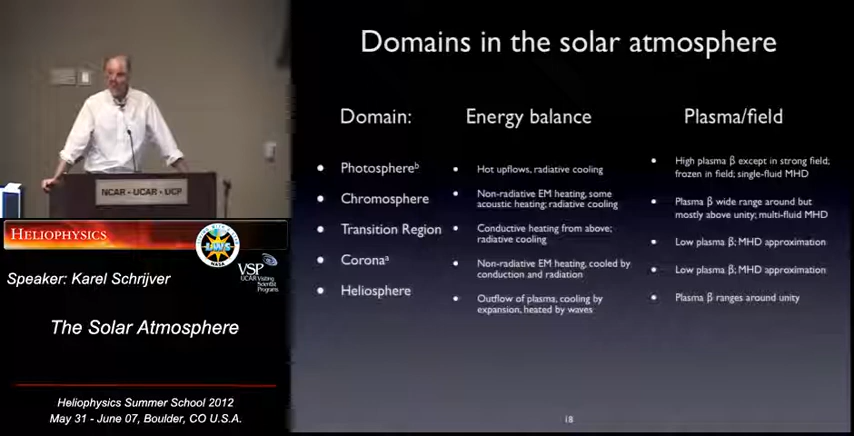 Domains in the solar atmosphere
Domain:
Energy balance
Plasma/field
Photosphereᵇ
Hot upflows, radiative cooling
High plasma β except in strong field;
frozen in field; single-fluid MHD
Chromosphere
Non-radiative EM heating, some
acoustic heating; radiative cooling
Plasma β wide range around but
mostly above unity; multi-fluid MHD
Transition Region
Conductive heating from above;
radiative cooling
Low plasma β; MHD approximation
Coronaᵃ
Non-radiative EM heating, cooled by
conduction and radiation
Low plasma β; MHD approximation
Heliosphere
Outflow of plasma, cooling by
expansion, heated by waves
Plasma β ranges around unity
18
NCAR - UCAR - UCP
HELIOPHYSICS
LWS
NASA
VSP
UCAR Visiting
Scientist
Programs
Speaker: Karel Schrijver
The Solar Atmosphere
Heliophysics Summer School 2012
May 31 - June 07, Boulder, CO U.S.A.